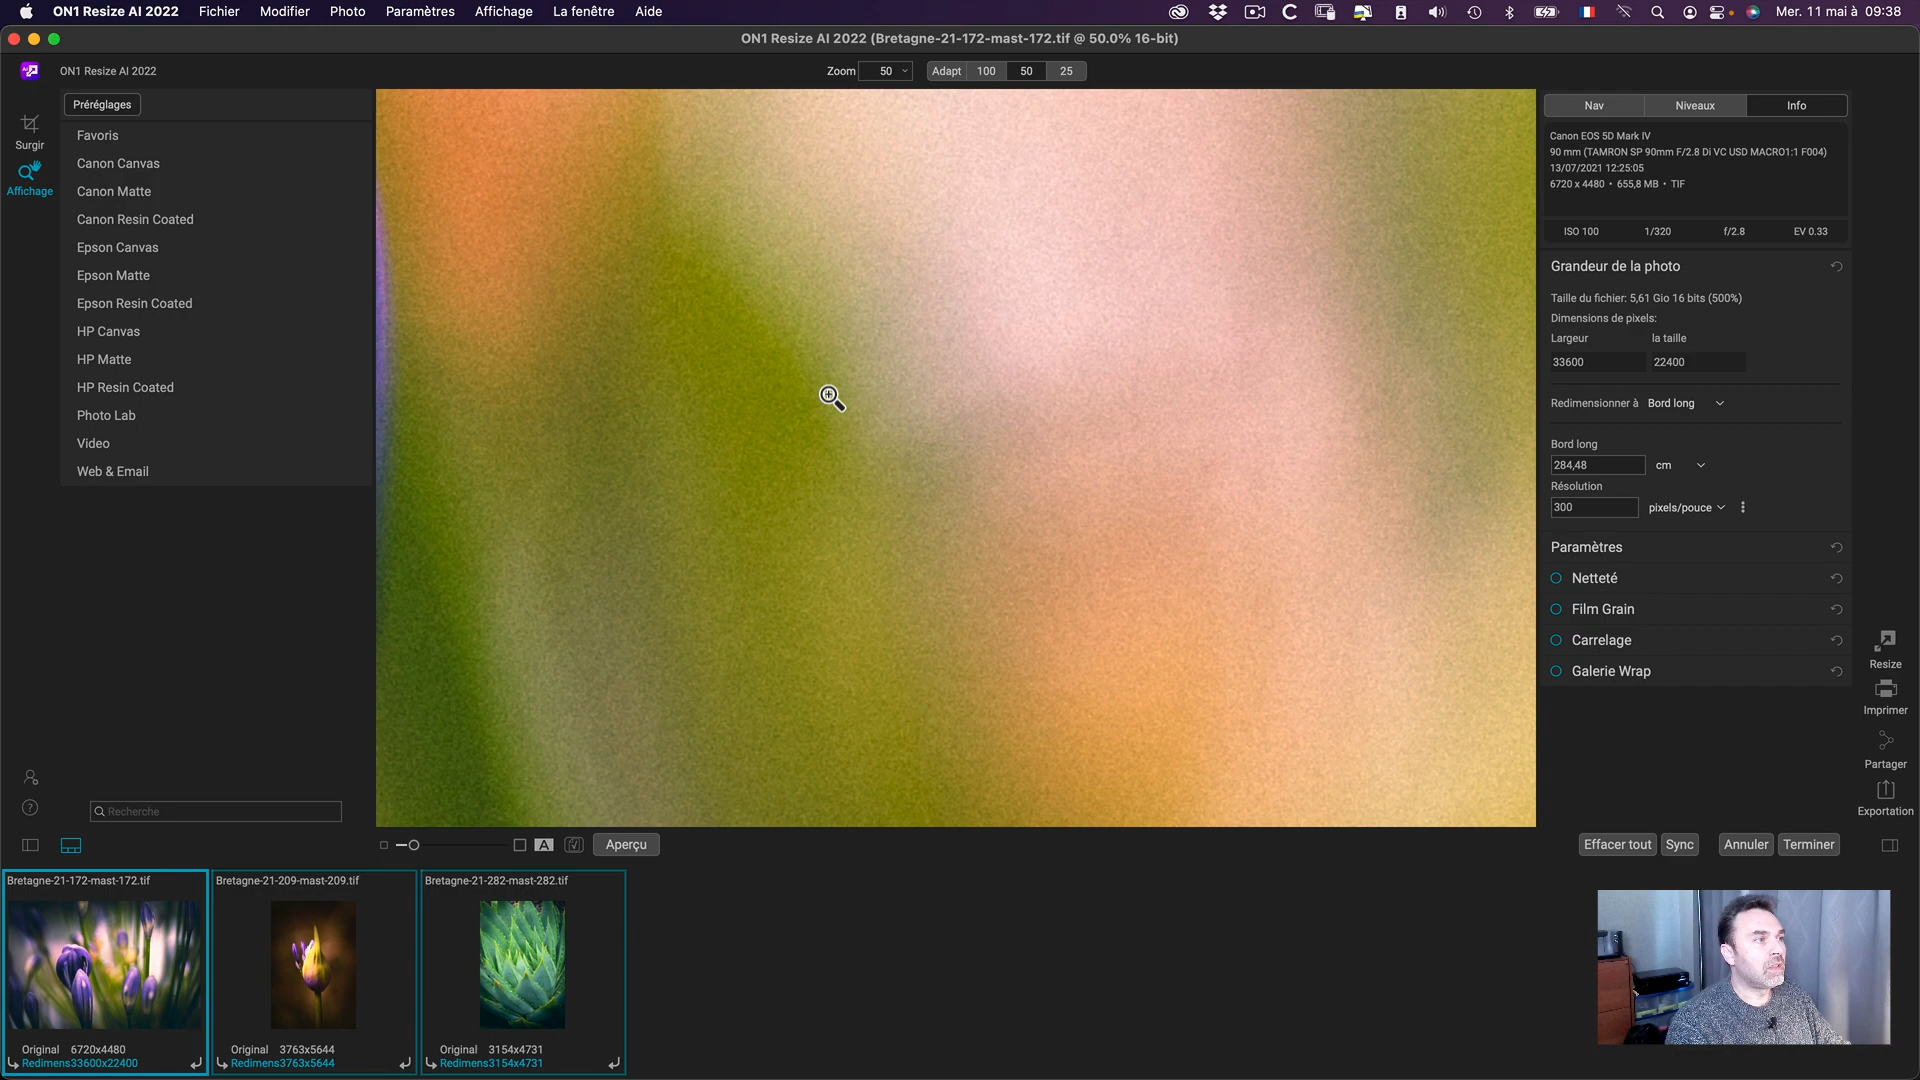 ON1 Resize AI 2022 Fichier Modifier Photo Paramètres Affichage La fenêtre Aide
Mer. 11 mai à 09:38
ON1 Resize AI 2022 (Bretagne-21-172-mast-172.tif @ 50.0% 16-bit)
ON1 Resize AI 2022
Zoom 50 Adapt 100 50 25
Préréglages
Favoris
Canon Canvas
Canon Matte
Canon Resin Coated
Epson Canvas
Epson Matte
Epson Resin Coated
HP Canvas
HP Matte
HP Resin Coated
Photo Lab
Video
Web & Email
Surgir
Affichage
Recherche
Nav Niveaux Info
Canon EOS 5D Mark IV
90 mm (TAMRON SP 90mm F/2.8 Di VC USD MACRO1:1 F004)
13/07/2021 12:25:05
6720 x 4480 • 655,8 MB • TIF
ISO 100 1/320 f/2.8 EV 0.33
Grandeur de la photo
Taille du fichier: 5,61 Gio 16 bits (500%)
Dimensions de pixels:
Largeur la taille
33600 22400
Redimensionner à Bord long
Bord long
284,48 cm
Résolution
300 pixels/pouce
Paramètres
Netteté
Film Grain
Carrelage
Galerie Wrap
Resize
Imprimer
Partager
Exportation
A Aperçu
Effacer tout Sync Annuler Terminer
Bretagne-21-172-mast-172.tif
Original 6720x4480
Redimens33600x22400
Bretagne-21-209-mast-209.tif
Original 3763x5644
Redimens3763x5644
Bretagne-21-282-mast-282.tif
Original 3154x4731
Redimens3154x4731